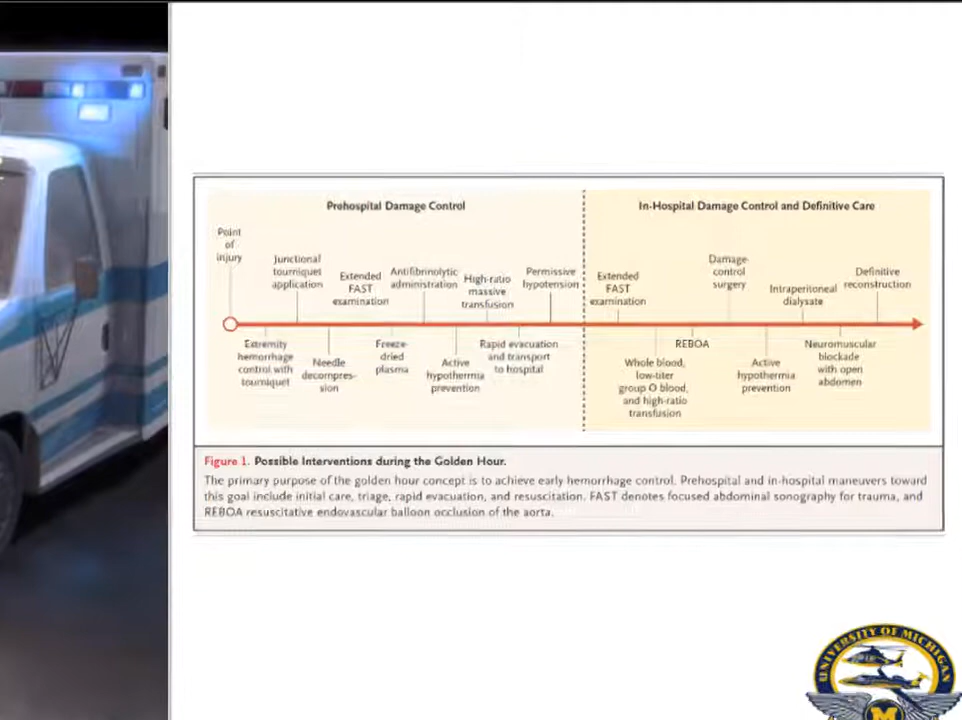 Prehospital Damage Control
In-Hospital Damage Control and Definitive Care
Point
of
injury
Junctional
tourniquet
application
Extended
FAST
examination
Antifibrinolytic
administration
High-ratio
massive
transfusion
Permissive
hypotension
Extended
FAST
examination
Damage-
control
surgery
Intraperitoneal
dialysate
Definitive
reconstruction
Extremity
hemorrhage
control with
tourniquet
Needle
decompres-
sion
Freeze-
dried
plasma
Active
hypothermia
prevention
Rapid evacuation
and transport
to hospital
Whole blood,
low-titer
group O blood,
and high-ratio
transfusion
REBOA
Active
hypothermia
prevention
Neuromuscular
blockade
with open
abdomen
Figure 1. Possible Interventions during the Golden Hour.
The primary purpose of the golden hour concept is to achieve early hemorrhage control. Prehospital and in-hospital maneuvers toward
this goal include initial care, triage, rapid evacuation, and resuscitation. FAST denotes focused abdominal sonography for trauma, and
REBOA resuscitative endovascular balloon occlusion of the aorta.
UNIVERSITY OF MICHIGAN
M